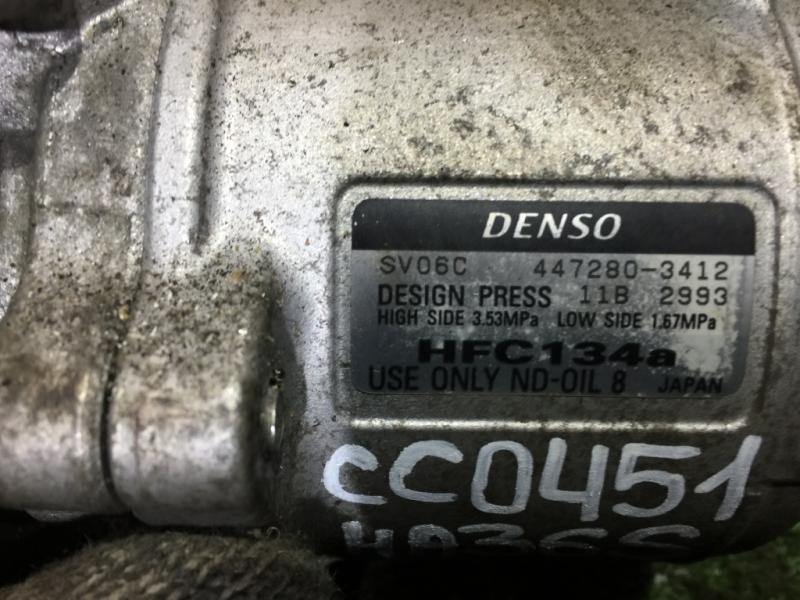 DENSO
SV06C 447280-3412
DESIGN PRESS 11B 2993
HIGH SIDE 3.53MPa LOW SIDE 1.67MPa
HFC134a
USE ONLY ND-OIL 8 JAPAN
CC0451